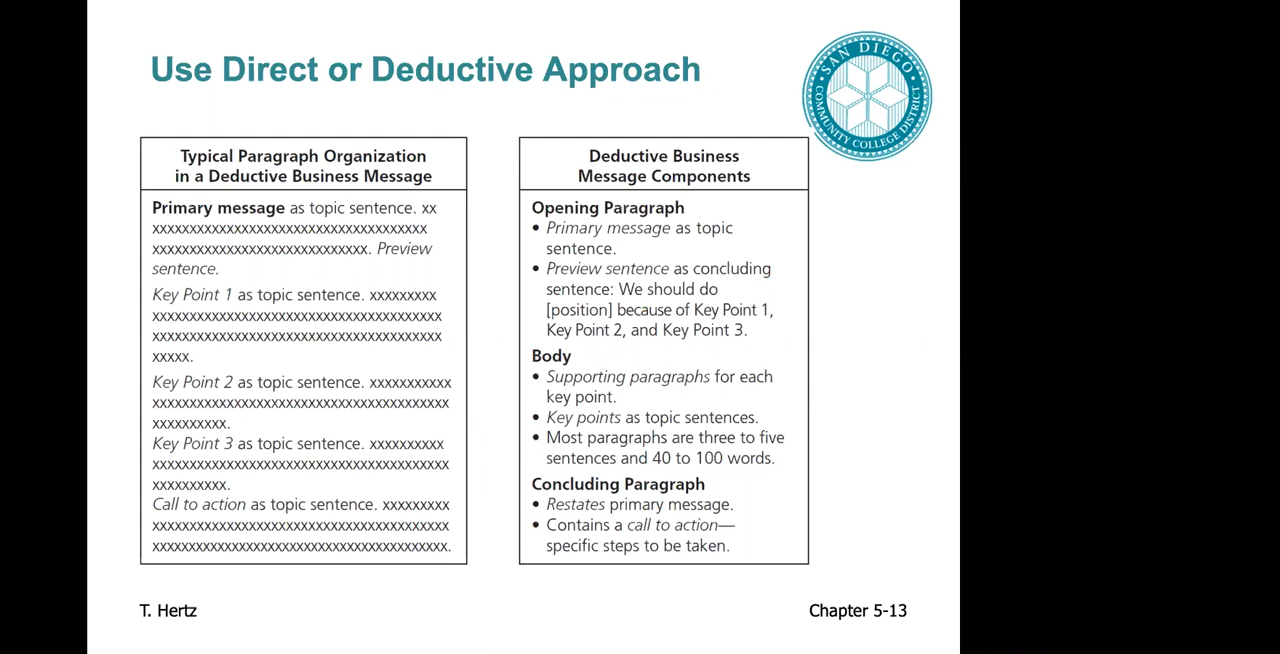 Use Direct or Deductive Approach
SAN DIEGO
COMMUNITY COLLEGE DISTRICT
Typical Paragraph Organization
in a Deductive Business Message
Primary message as topic sentence. xx
xxxxxxxxxxxxxxxxxxxxxxxxxxxxxxxxxxxxx
xxxxxxxxxxxxxxxxxxxxxxxxxxxxx. Preview
sentence.
Key Point 1 as topic sentence. xxxxxxxxx
xxxxxxxxxxxxxxxxxxxxxxxxxxxxxxxxxxxxxxx
xxxxxxxxxxxxxxxxxxxxxxxxxxxxxxxxxxxxxxx
xxxxx.
Key Point 2 as topic sentence. xxxxxxxxxxx
xxxxxxxxxxxxxxxxxxxxxxxxxxxxxxxxxxxxxxxx
xxxxxxxxxx.
Key Point 3 as topic sentence. xxxxxxxxxx
xxxxxxxxxxxxxxxxxxxxxxxxxxxxxxxxxxxxxxxx
xxxxxxxxxx.
Call to action as topic sentence. xxxxxxxxx
xxxxxxxxxxxxxxxxxxxxxxxxxxxxxxxxxxxxxxxx
xxxxxxxxxxxxxxxxxxxxxxxxxxxxxxxxxxxxxxxx.
Deductive Business
Message Components
Opening Paragraph
• Primary message as topic
sentence.
• Preview sentence as concluding
sentence: We should do
[position] because of Key Point 1,
Key Point 2, and Key Point 3.
Body
• Supporting paragraphs for each
key point.
• Key points as topic sentences.
• Most paragraphs are three to five
sentences and 40 to 100 words.
Concluding Paragraph
• Restates primary message.
• Contains a call to action—
specific steps to be taken.
T. Hertz
Chapter 5-13